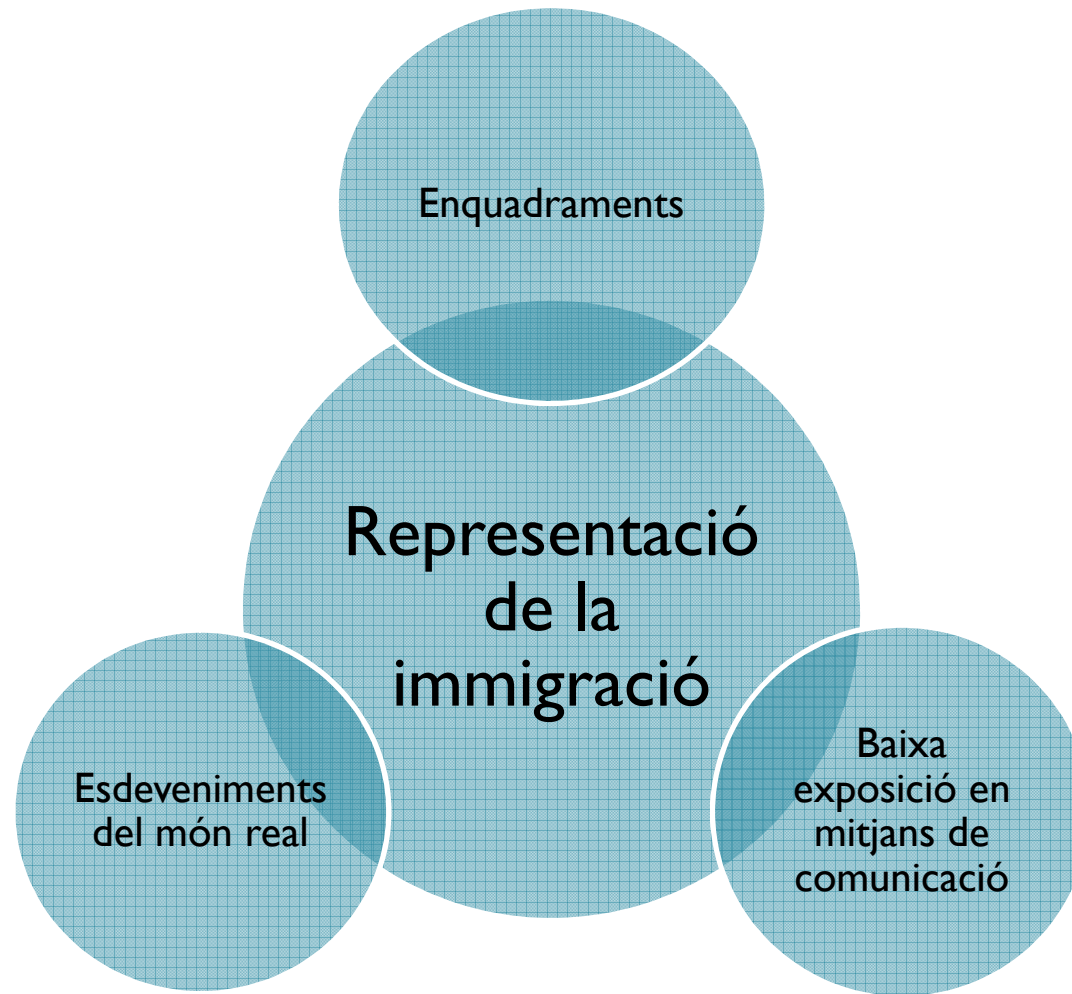 Enquadraments
Representació
de la
immigració
Esdeveniments
del món real
Baixa
exposició en
mitjans de
comunicació